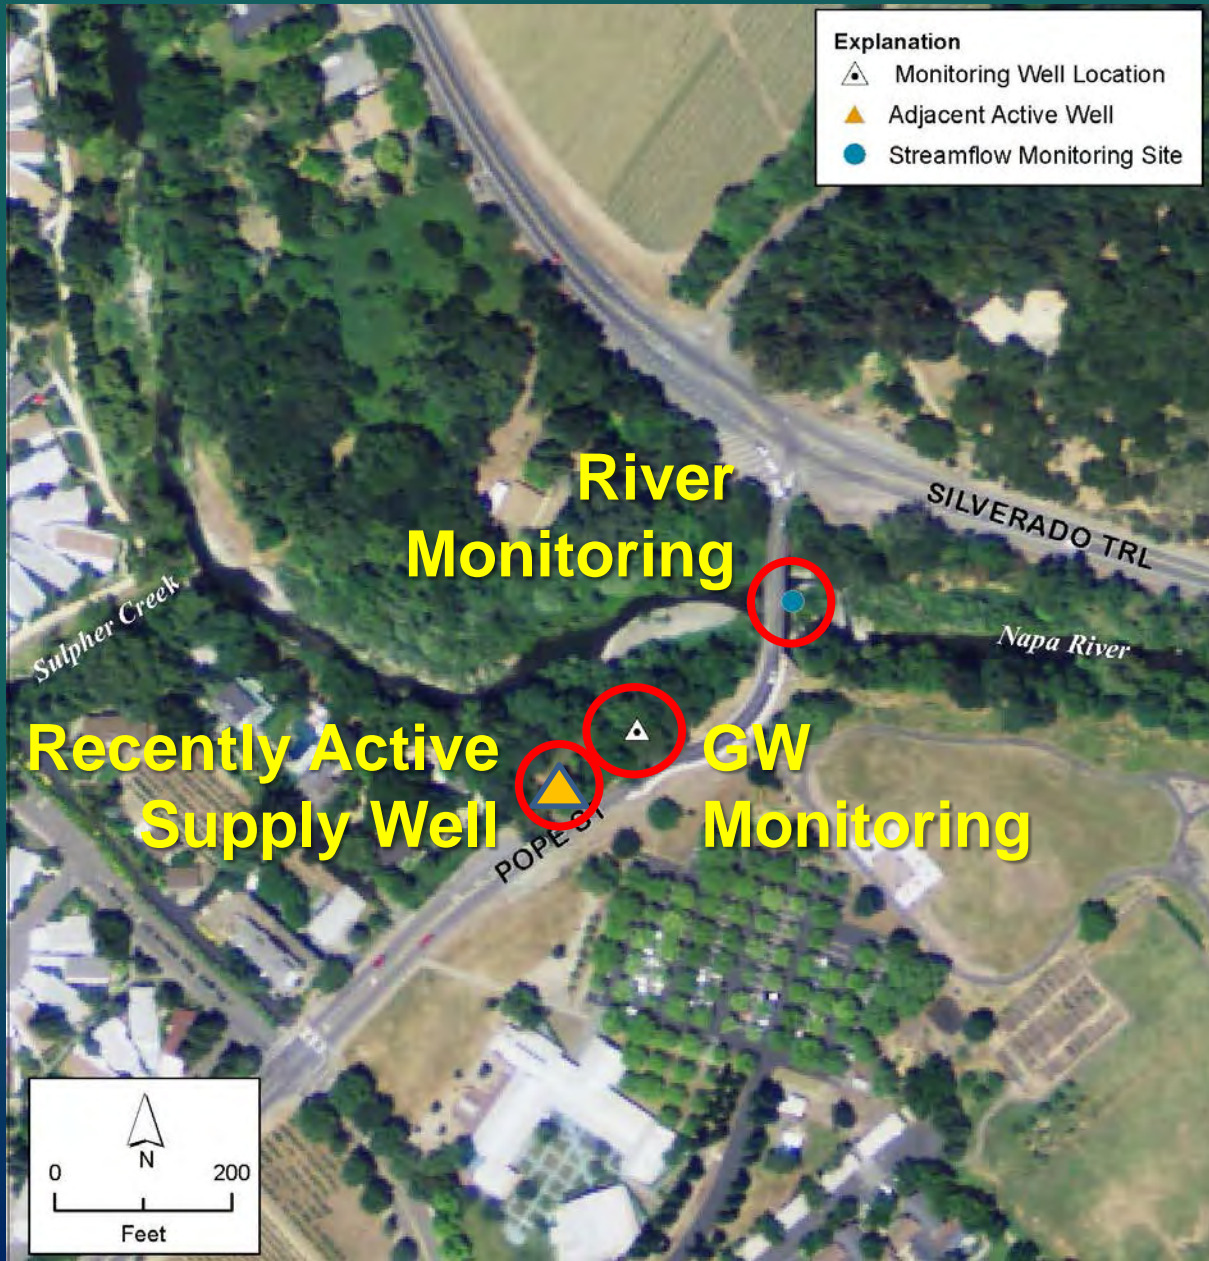 Explanation
Monitoring Well Location
Adjacent Active Well
Streamflow Monitoring Site
River
Monitoring
SILVERADO TRL
Sulpher Creek
Napa River
Recently Active
Supply Well
GW
Monitoring
POPE ST
N
0 200
Feet